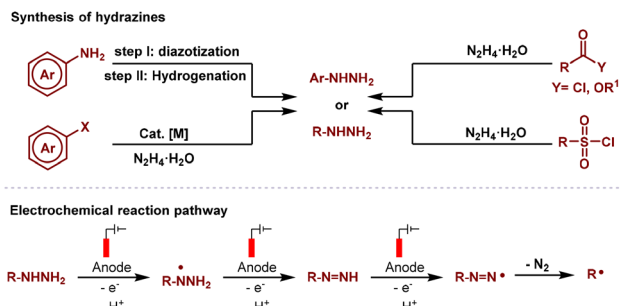 Synthesis of hydrazines
Ar
NH₂
step I: diazotization
step II: Hydrogenation
Ar
X
Cat. [M]
N₂H₄·H₂O
Ar-NHNH₂
or
R-NHNH₂
N₂H₄·H₂O
R
O
Y
Y= Cl, OR¹
N₂H₄·H₂O
O
R-S-Cl
O
Electrochemical reaction pathway
R-NHNH₂
Anode
- e⁻
H⁺
R-NNH₂
Anode
- e⁻
H⁺
R-N=NH
Anode
- e⁻
H⁺
R-N=N•
- N₂
R•